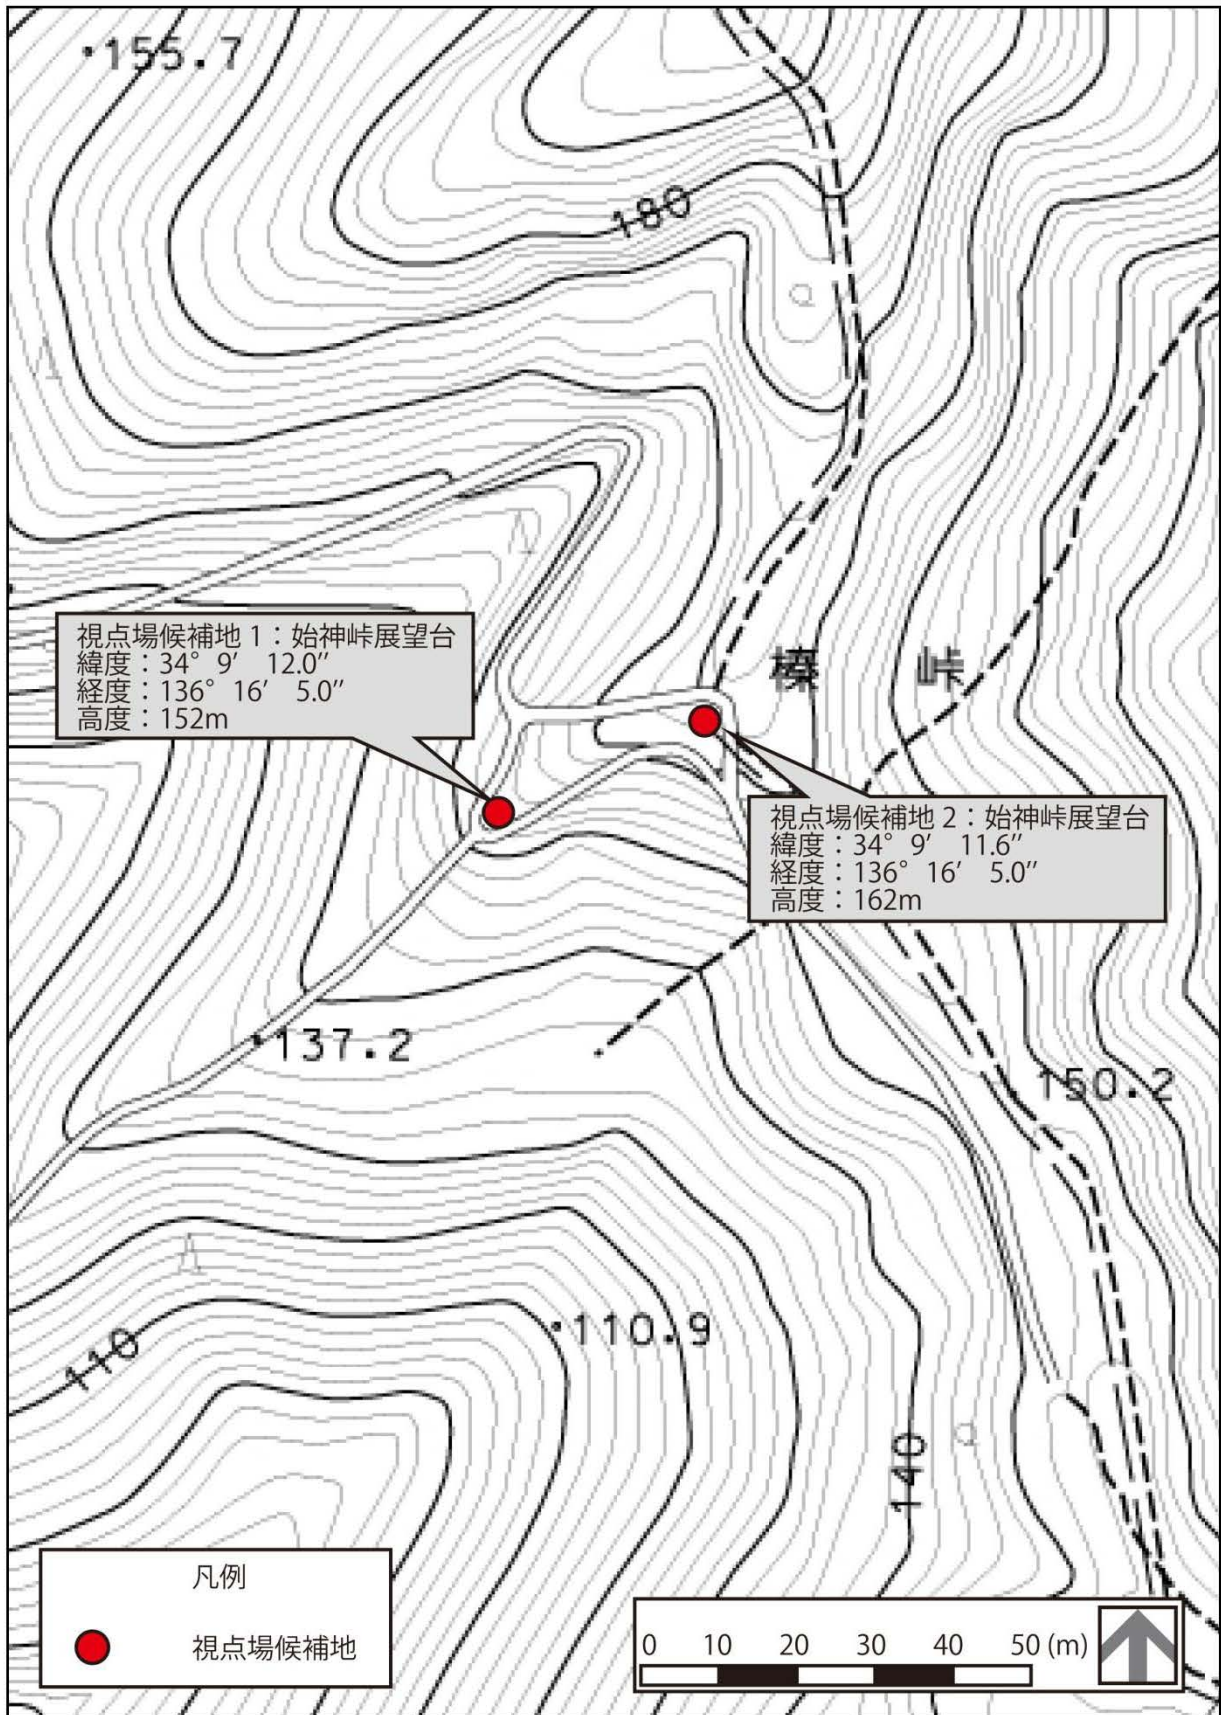 155.7
180
視点場候補地 1：始神峠展望台
緯度：34° 9′ 12.0″
経度：136° 16′ 5.0″
高度：152m
榛 峠
視点場候補地 2：始神峠展望台
緯度：34° 9′ 11.6″
経度：136° 16′ 5.0″
高度：162m
137.2
150.2
110
110.9
140
凡例
視点場候補地
0 10 20 30 40 50 (m)